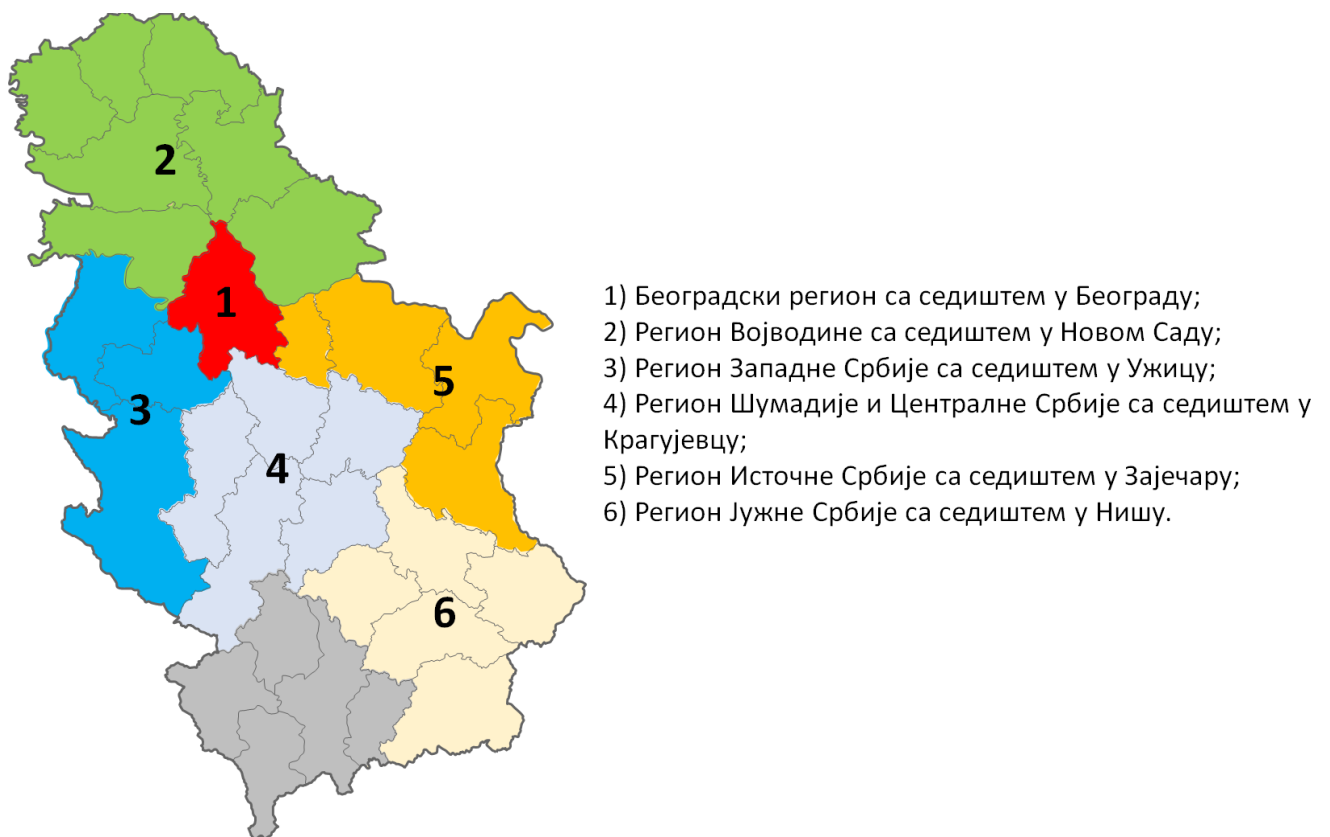 2
1
5
3
4
6
1) Београдски регион са седиштем у Београду;
2) Регион Војводине са седиштем у Новом Саду;
3) Регион Западне Србије са седиштем у Ужицу;
4) Регион Шумадије и Централне Србије са седиштем у
Крагујевцу;
5) Регион Источне Србије са седиштем у Зајечару;
6) Регион Јужне Србије са седиштем у Нишу.